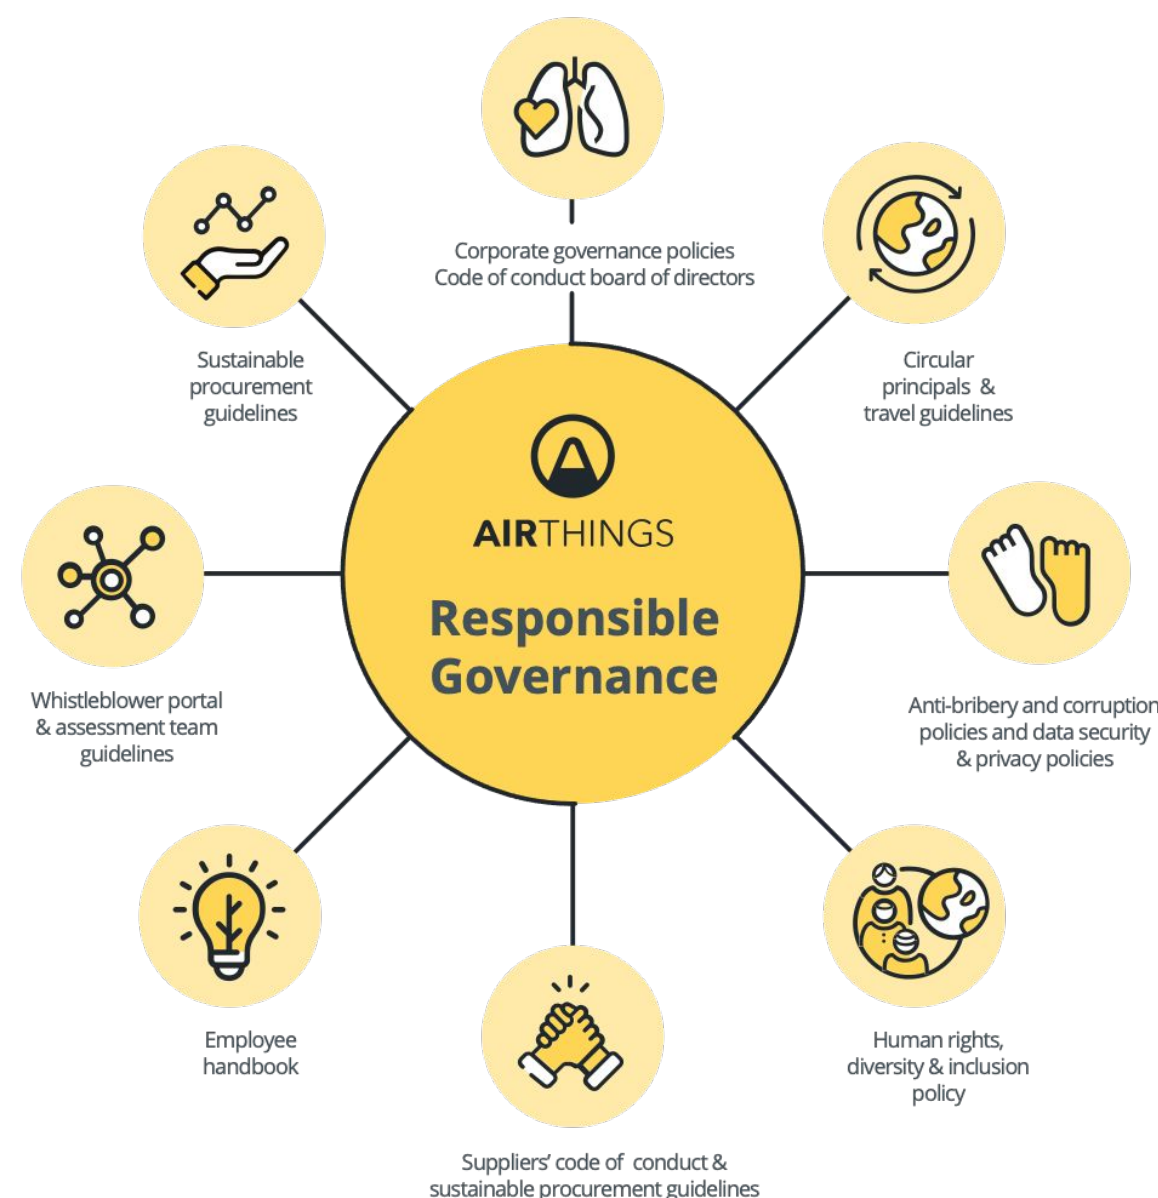 Corporate governance policies
Code of conduct board of directors
Sustainable
procurement
guidelines
Circular
principals &
travel guidelines
AIRTHINGS
Responsible
Governance
Whistleblower portal
& assessment team
guidelines
Anti-bribery and corruption
policies and data security
& privacy policies
Employee
handbook
Human rights,
diversity & inclusion
policy
Suppliers’ code of conduct &
sustainable procurement guidelines